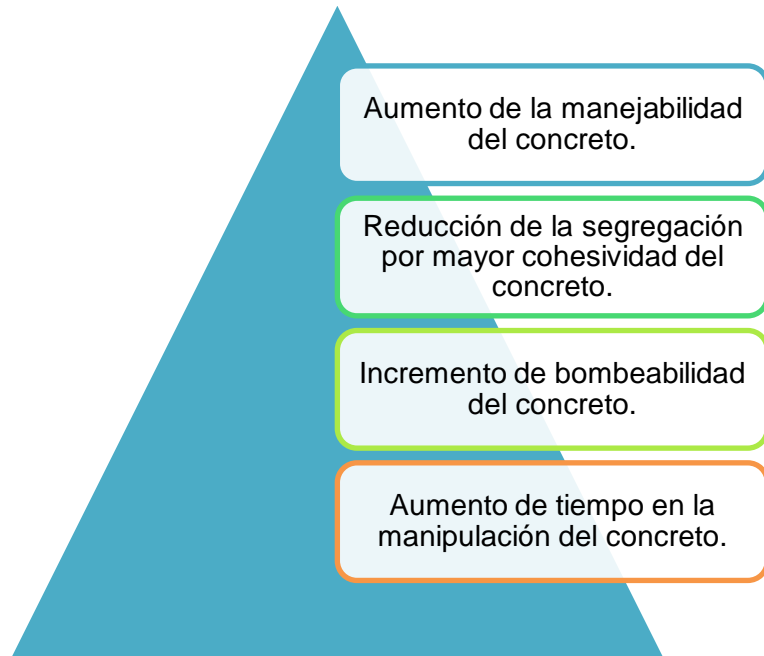 Aumento de la manejabilidad
del concreto.
Reducción de la segregación
por mayor cohesividad del
concreto.
Incremento de bombeabilidad
del concreto.
Aumento de tiempo en la
manipulación del concreto.